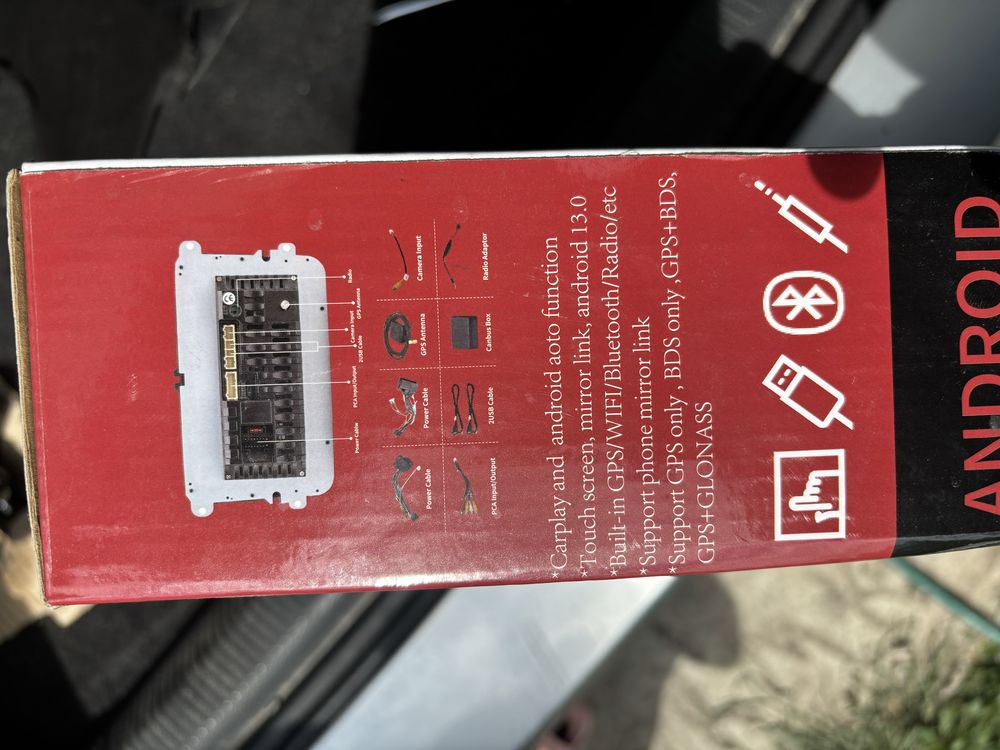 Radio
GPS Antenna
Camera Input
2USB Cable
PCA Input/Output
Power Cable
Power Cable
Power Cable
GPS Antenna
Camera Input
PCA Input/Output
2USB Cable
Canbus Box
Radio Adaptor
*Carplay and android aoto function
*Touch screen, mirror link, android 13.0
*Built-in GPS/WIFI/Bluetooth/Radio/etc
*Support phone mirror link
*Support GPS only , BDS only ,GPS+BDS,
GPS+GLONASS
ANDROID